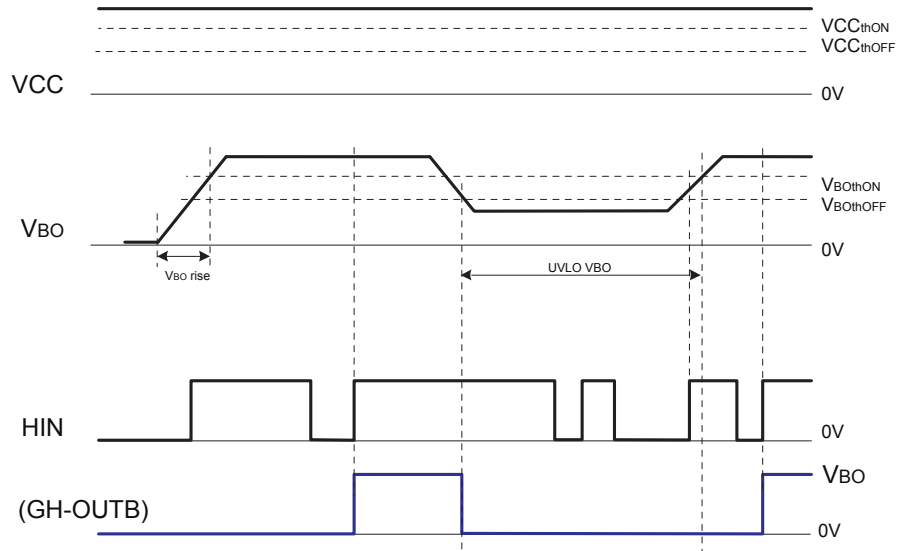 VCCthON
VCCthOFF
VCC
0V
VBOthON
VBOthOFF
VBO
0V
VBO rise
UVLO VBO
HIN
0V
VBO
(GH-OUTB)
0V